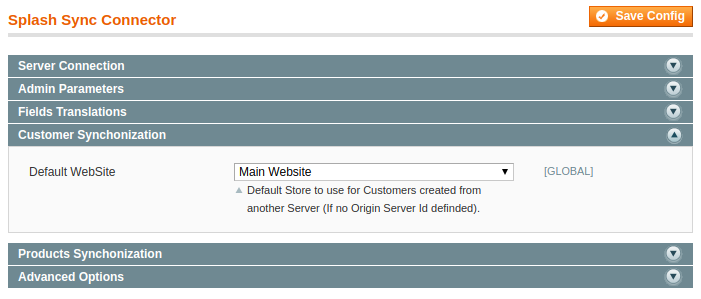 Splash Sync Connector
Save Config
Server Connection
Admin Parameters
Fields Translations
Customer Synchonization
Default WebSite
Main Website
[GLOBAL]
Default Store to use for Customers created from
another Server (If no Origin Server Id definded).
Products Synchonization
Advanced Options